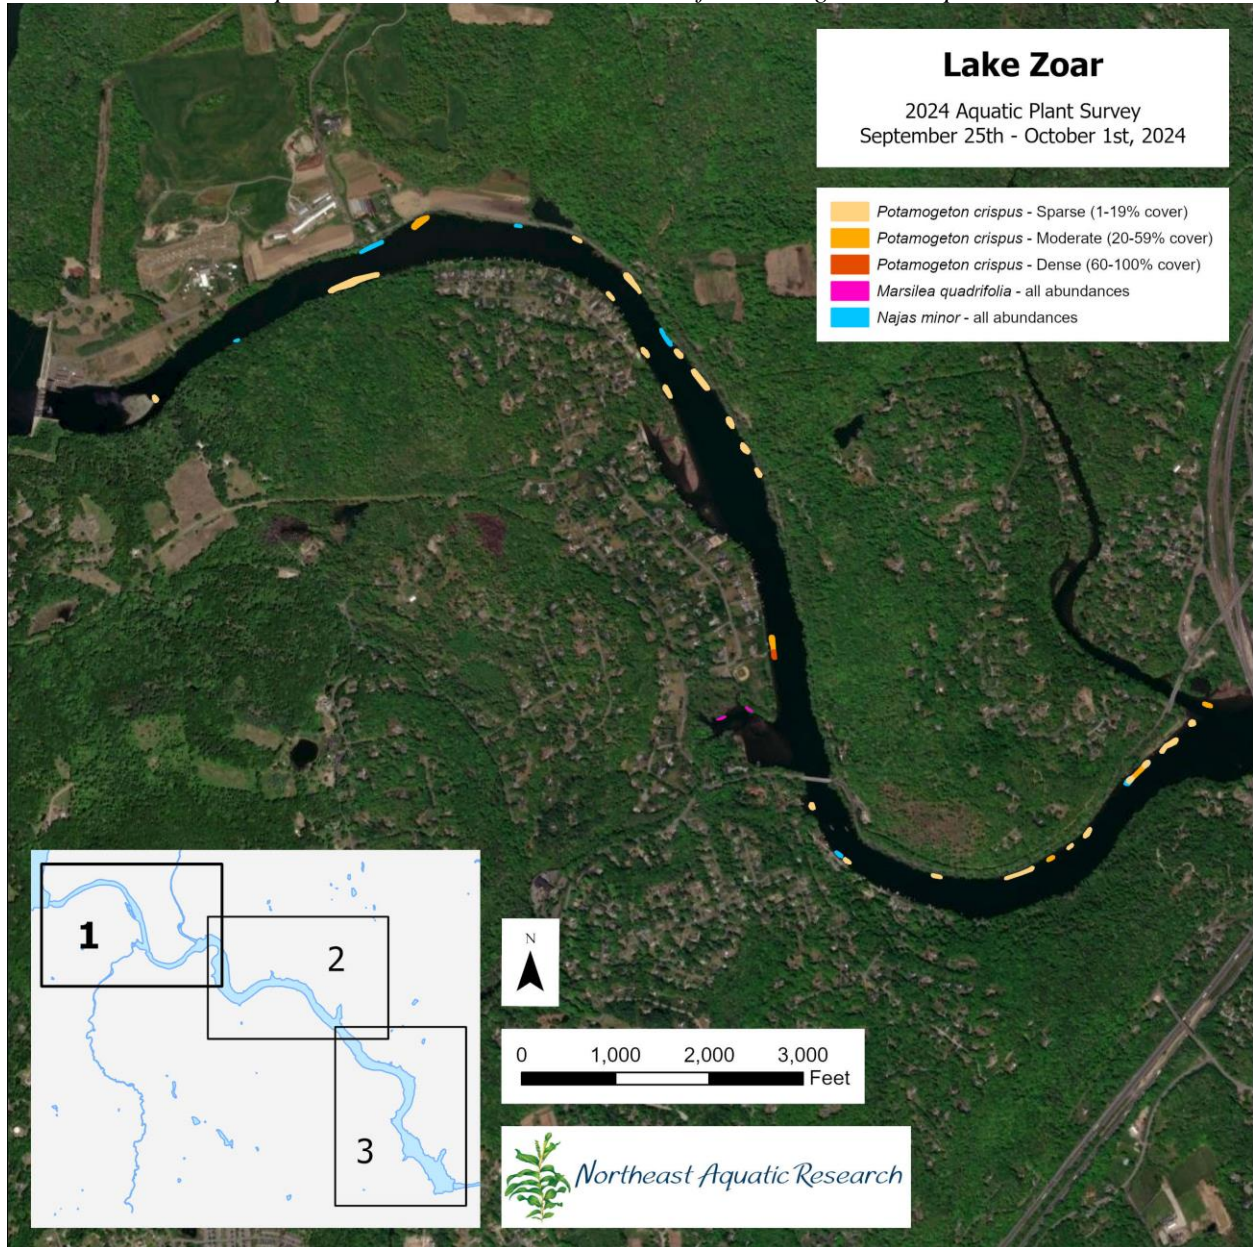 Lake Zoar
2024 Aquatic Plant Survey
September 25th - October 1st, 2024
Potamogeton crispus - Sparse (1-19% cover)
Potamogeton crispus - Moderate (20-59% cover)
Potamogeton crispus - Dense (60-100% cover)
Marsilea quadrifolia - all abundances
Najas minor - all abundances
1
2
3
N
0 1,000 2,000 3,000
Feet
Northeast Aquatic Research